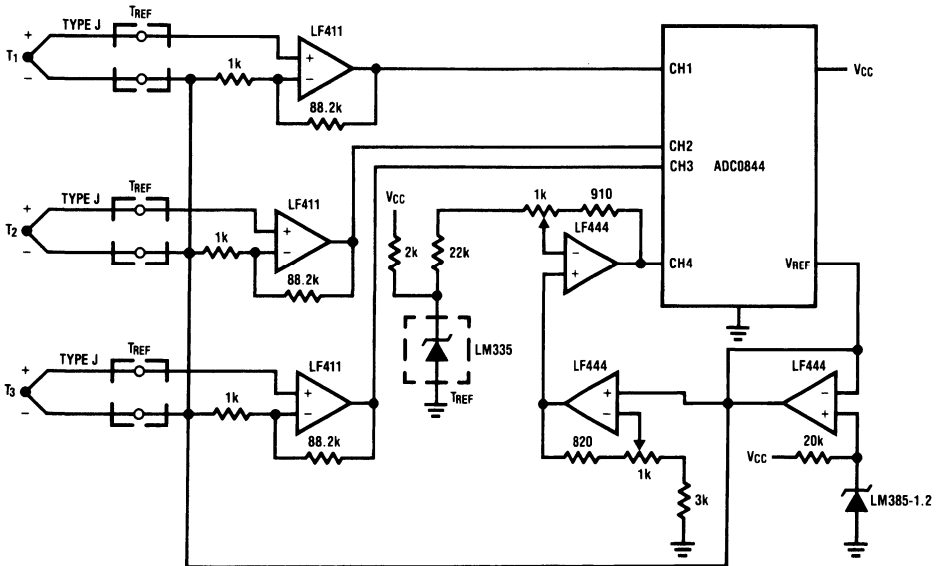 TYPE J
TREF
LF411
T1
+
−
1k
+
−
88.2k
CH1
VCC
CH2
CH3
ADC0844
TYPE J
TREF
LF411
T2
+
−
1k
+
−
88.2k
VCC
2k
22k
1k
910
LF444
−
+
CH4
VREF
LM335
TREF
TYPE J
TREF
LF411
T3
+
−
1k
+
−
88.2k
LF444
+
−
820
1k
3k
LF444
−
+
20k
VCC
LM385-1.2